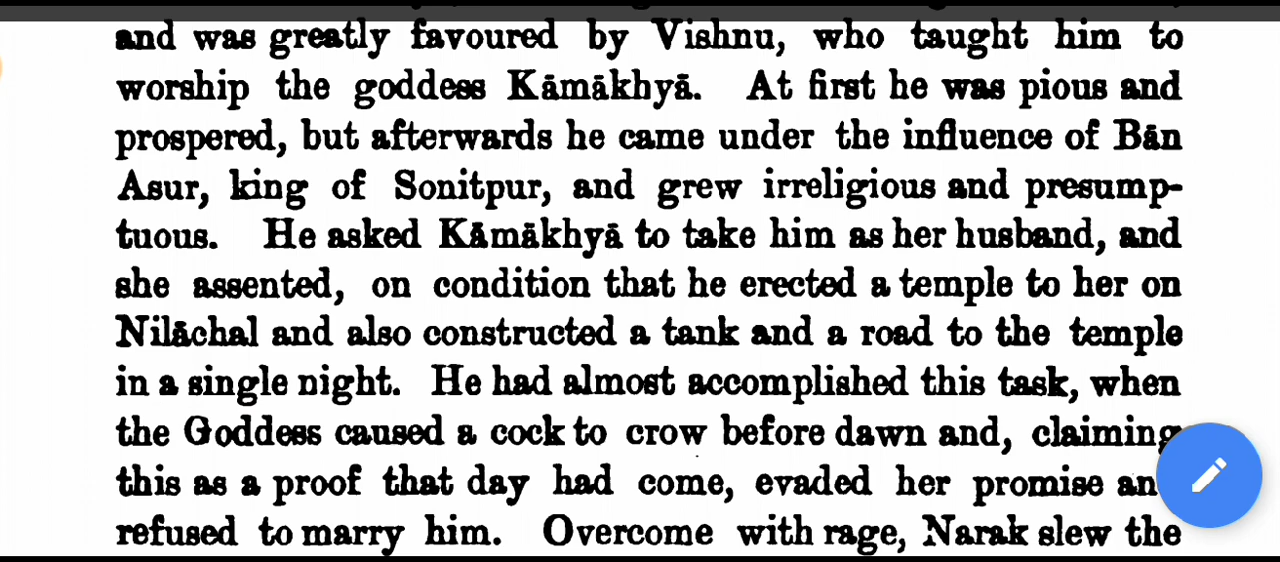 and was greatly favoured by Vishnu, who taught him to
worship the goddess Kāmākhyā. At first he was pious and
prospered, but afterwards he came under the influence of Bān
Asur, king of Sonitpur, and grew irreligious and presump-
tuous. He asked Kāmākhyā to take him as her husband, and
she assented, on condition that he erected a temple to her on
Nilāchal and also constructed a tank and a road to the temple
in a single night. He had almost accomplished this task, when
the Goddess caused a cock to crow before dawn and, claiming
this as a proof that day had come, evaded her promise an
refused to marry him. Overcome with rage, Narak slew the